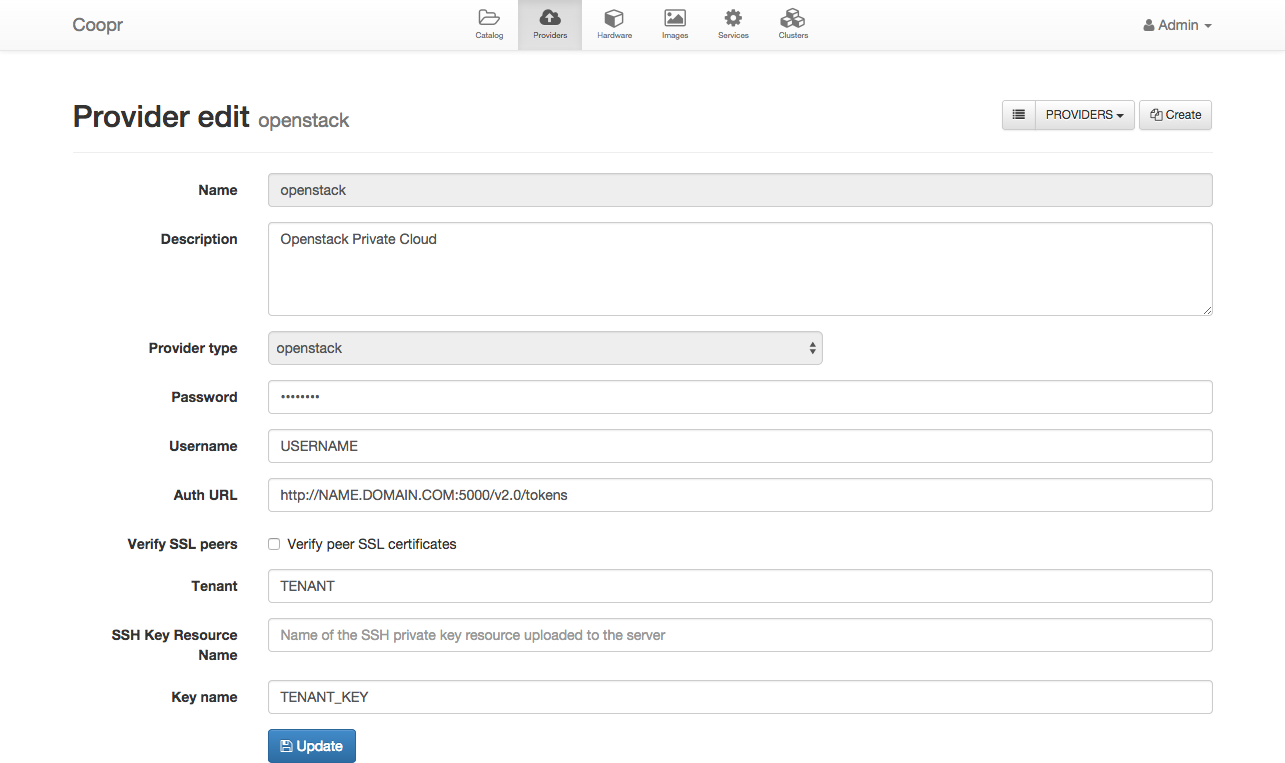 Coopr
Catalog Providers Hardware Images Services Clusters
Admin
Provider edit openstack
PROVIDERS Create
Name openstack
Description Openstack Private Cloud
Provider type openstack
Password ••••••••
Username USERNAME
Auth URL http://NAME.DOMAIN.COM:5000/v2.0/tokens
Verify SSL peers Verify peer SSL certificates
Tenant TENANT
SSH Key Resource Name of the SSH private key resource uploaded to the server
Name
Key name TENANT_KEY
Update